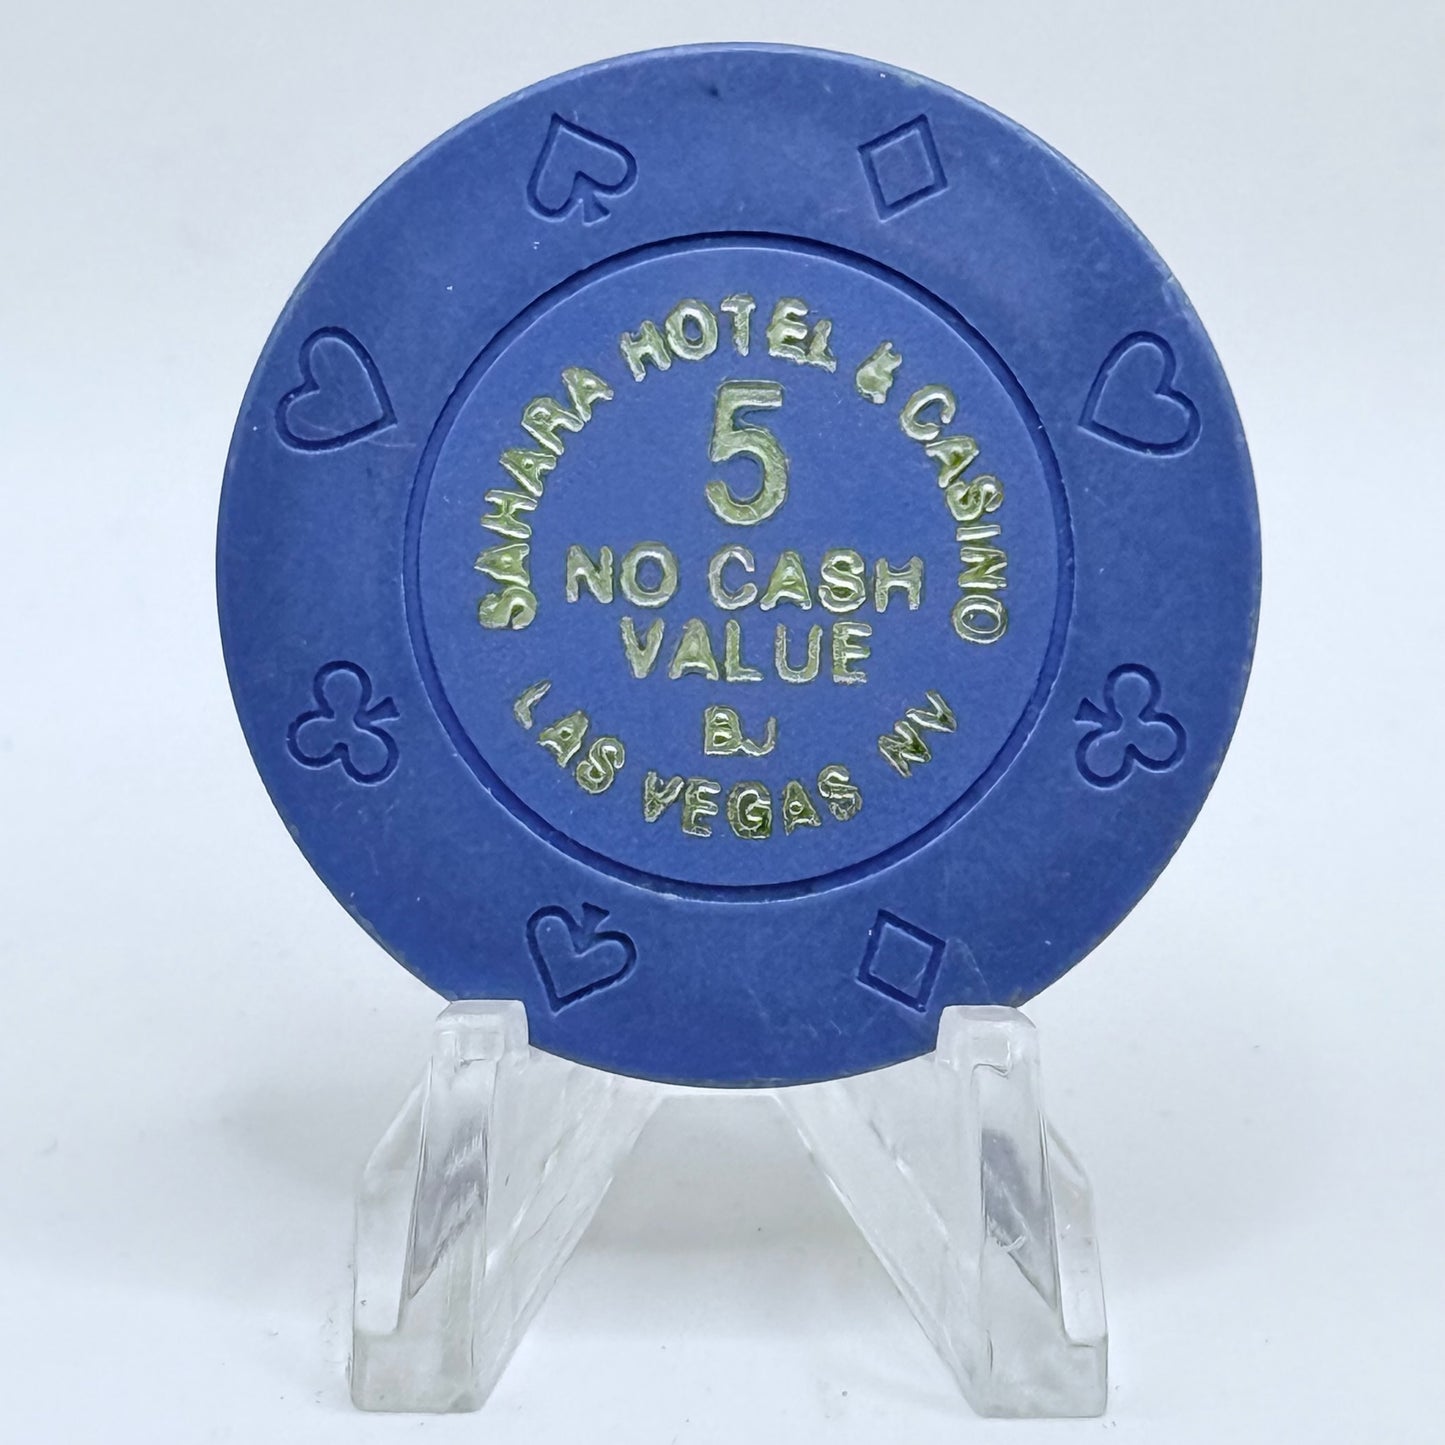 SAHARA HOTEL & CASINO
5
NO CASH
VALUE
BJ
LAS VEGAS NV